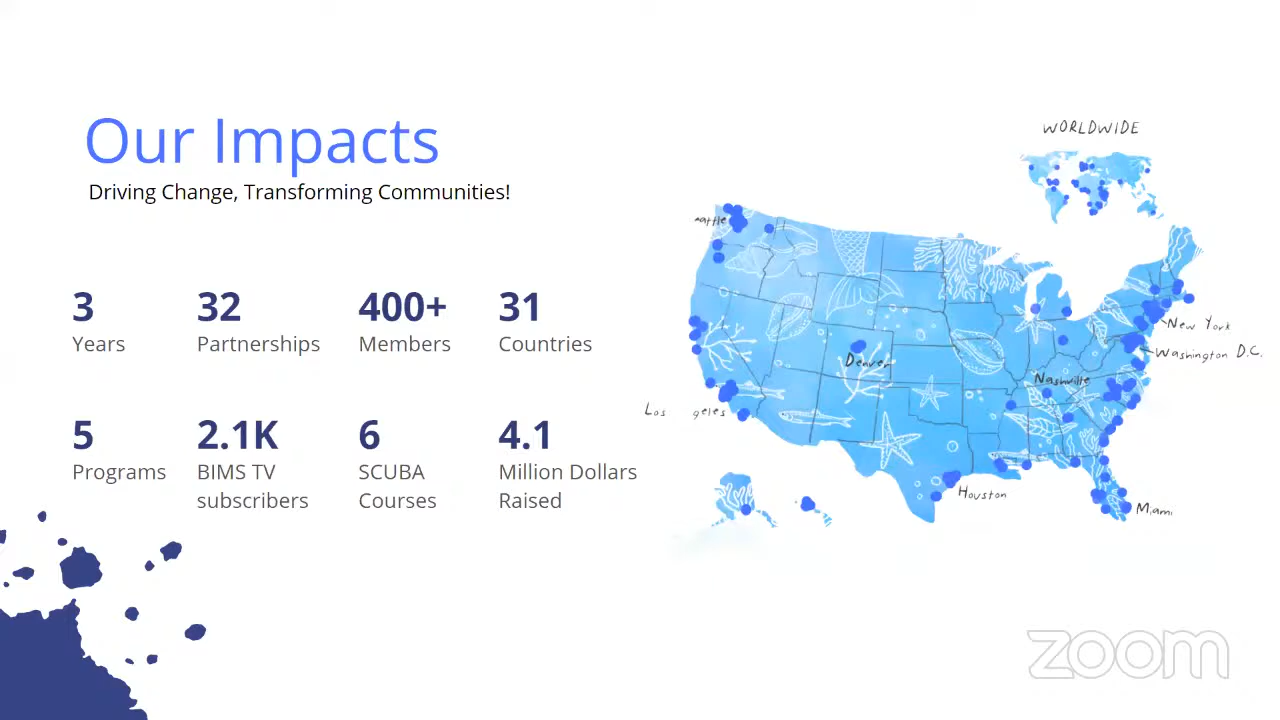 Our Impacts
Driving Change, Transforming Communities!
3
Years
32
Partnerships
400+
Members
31
Countries
5
Programs
2.1K
BIMS TV
subscribers
6
SCUBA
Courses
4.1
Million Dollars
Raised
WORLDWIDE
New York
Washington D.C.
Denver
Nashville
Los
Houston
Miami
zoom